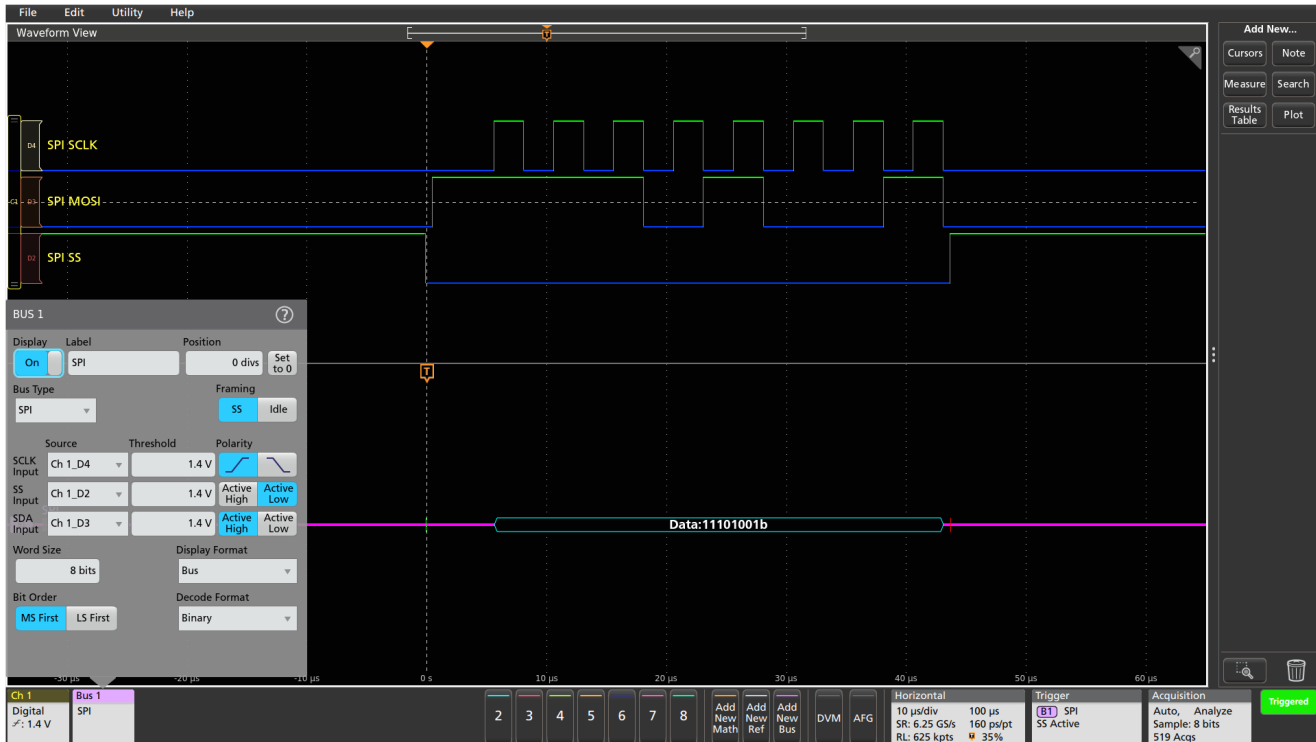 File Edit Utility Help
Waveform View
Add New...
Cursors Note
Measure Search
Results Table Plot
D4 SPI SCLK
C1 D3 SPI MOSI
D2 SPI SS
T
T
BUS 1 ?
Display Label Position
On SPI 0 divs Set to 0
Bus Type Framing
SPI SS Idle
Source Threshold Polarity
SCLK Input Ch 1_D4 1.4 V
SS Input Ch 1_D2 1.4 V Active High Active Low
SDA Input Ch 1_D3 1.4 V Active High Active Low
Data:11101001b
Word Size Display Format
8 bits Bus
Bit Order Decode Format
MS First LS First Binary
-30 µs -20 µs -10 µs 0 s 10 µs 20 µs 30 µs 40 µs 50 µs 60 µs
Ch 1
Digital
: 1.4 V
Bus 1
SPI
2 3 4 5 6 7 8
Add New Math
Add New Ref
Add New Bus
DVM AFG
Horizontal
10 µs/div 100 µs
SR: 6.25 GS/s 160 ps/pt
RL: 625 kpts 35%
Trigger
B1 SPI
SS Active
Acquisition
Auto, Analyze
Sample: 8 bits
519 Acqs
Triggered